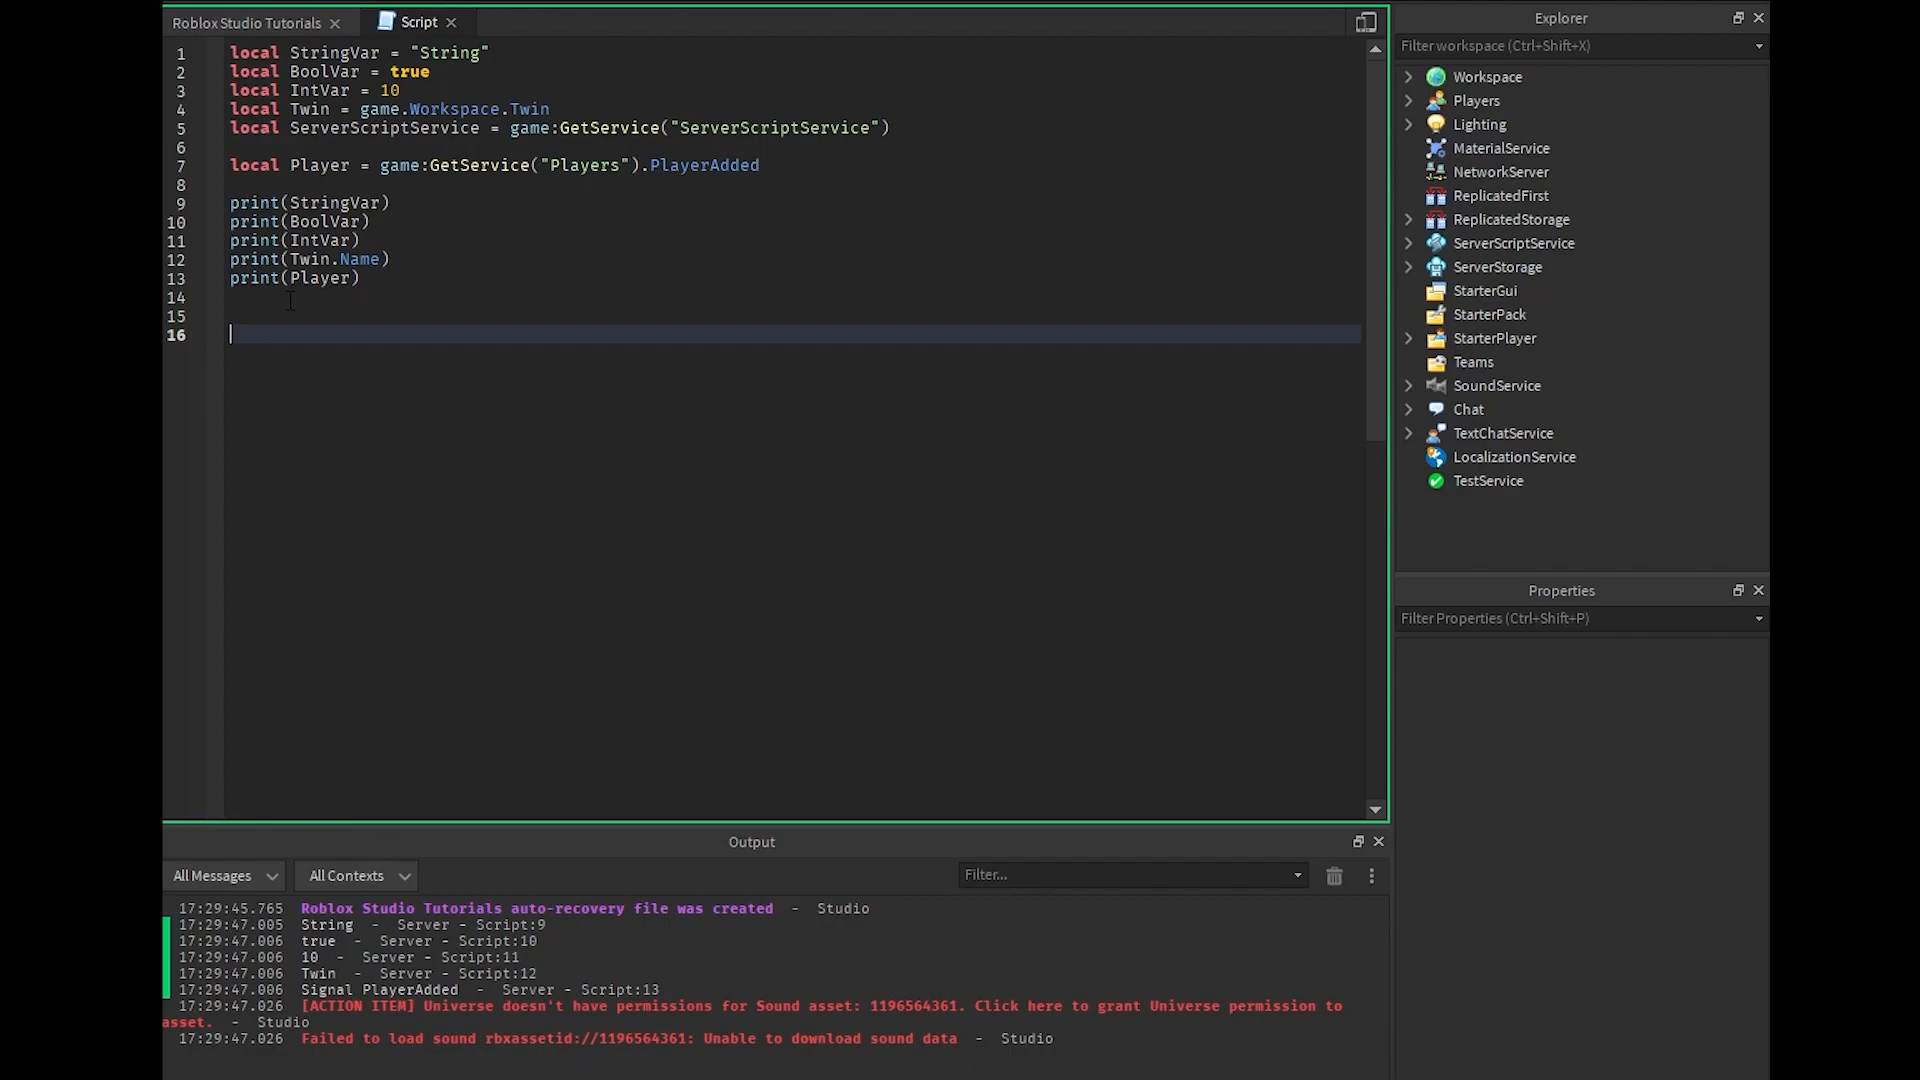 Roblox Studio Tutorials
Script
1 local StringVar = "String"
2 local BoolVar = true
3 local IntVar = 10
4 local Twin = game.Workspace.Twin
5 local ServerScriptService = game:GetService("ServerScriptService")
6
7 local Player = game:GetService("Players").PlayerAdded
8
9 print(StringVar)
10 print(BoolVar)
11 print(IntVar)
12 print(Twin.Name)
13 print(Player)
14
15
16
Explorer
Filter workspace (Ctrl+Shift+X)
Workspace
Players
Lighting
MaterialService
NetworkServer
ReplicatedFirst
ReplicatedStorage
ServerScriptService
ServerStorage
StarterGui
StarterPack
StarterPlayer
Teams
SoundService
Chat
TextChatService
LocalizationService
TestService
Properties
Filter Properties (Ctrl+Shift+P)
Output
All Messages
All Contexts
Filter...
17:29:45.765 Roblox Studio Tutorials auto-recovery file was created - Studio
17:29:47.005 String - Server - Script:9
17:29:47.006 true - Server - Script:10
17:29:47.006 10 - Server - Script:11
17:29:47.006 Twin - Server - Script:12
17:29:47.006 Signal PlayerAdded - Server - Script:13
17:29:47.026 [ACTION ITEM] Universe doesn't have permissions for Sound asset: 1196564361. Click here to grant Universe permission to
asset. - Studio
17:29:47.026 Failed to load sound rbxassetid://1196564361: Unable to download sound data - Studio